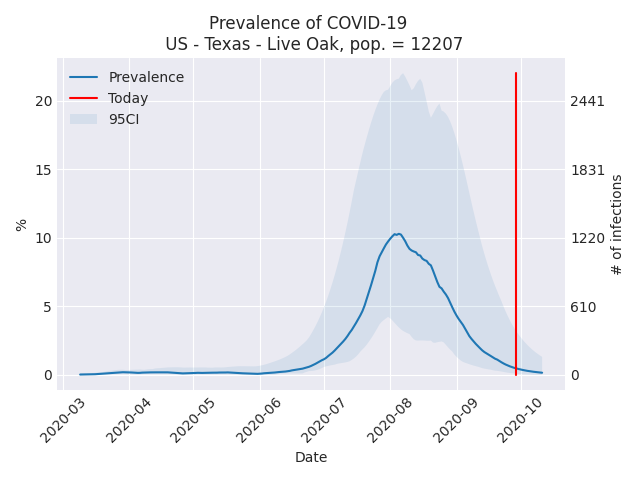 Prevalence of COVID-19
US - Texas - Live Oak, pop. = 12207
Prevalence
Today
95CI
20
15
10
5
0
%
2441
1831
1220
610
0
# of infections
2020-03
2020-04
2020-05
2020-06
2020-07
2020-08
2020-09
2020-10
Date